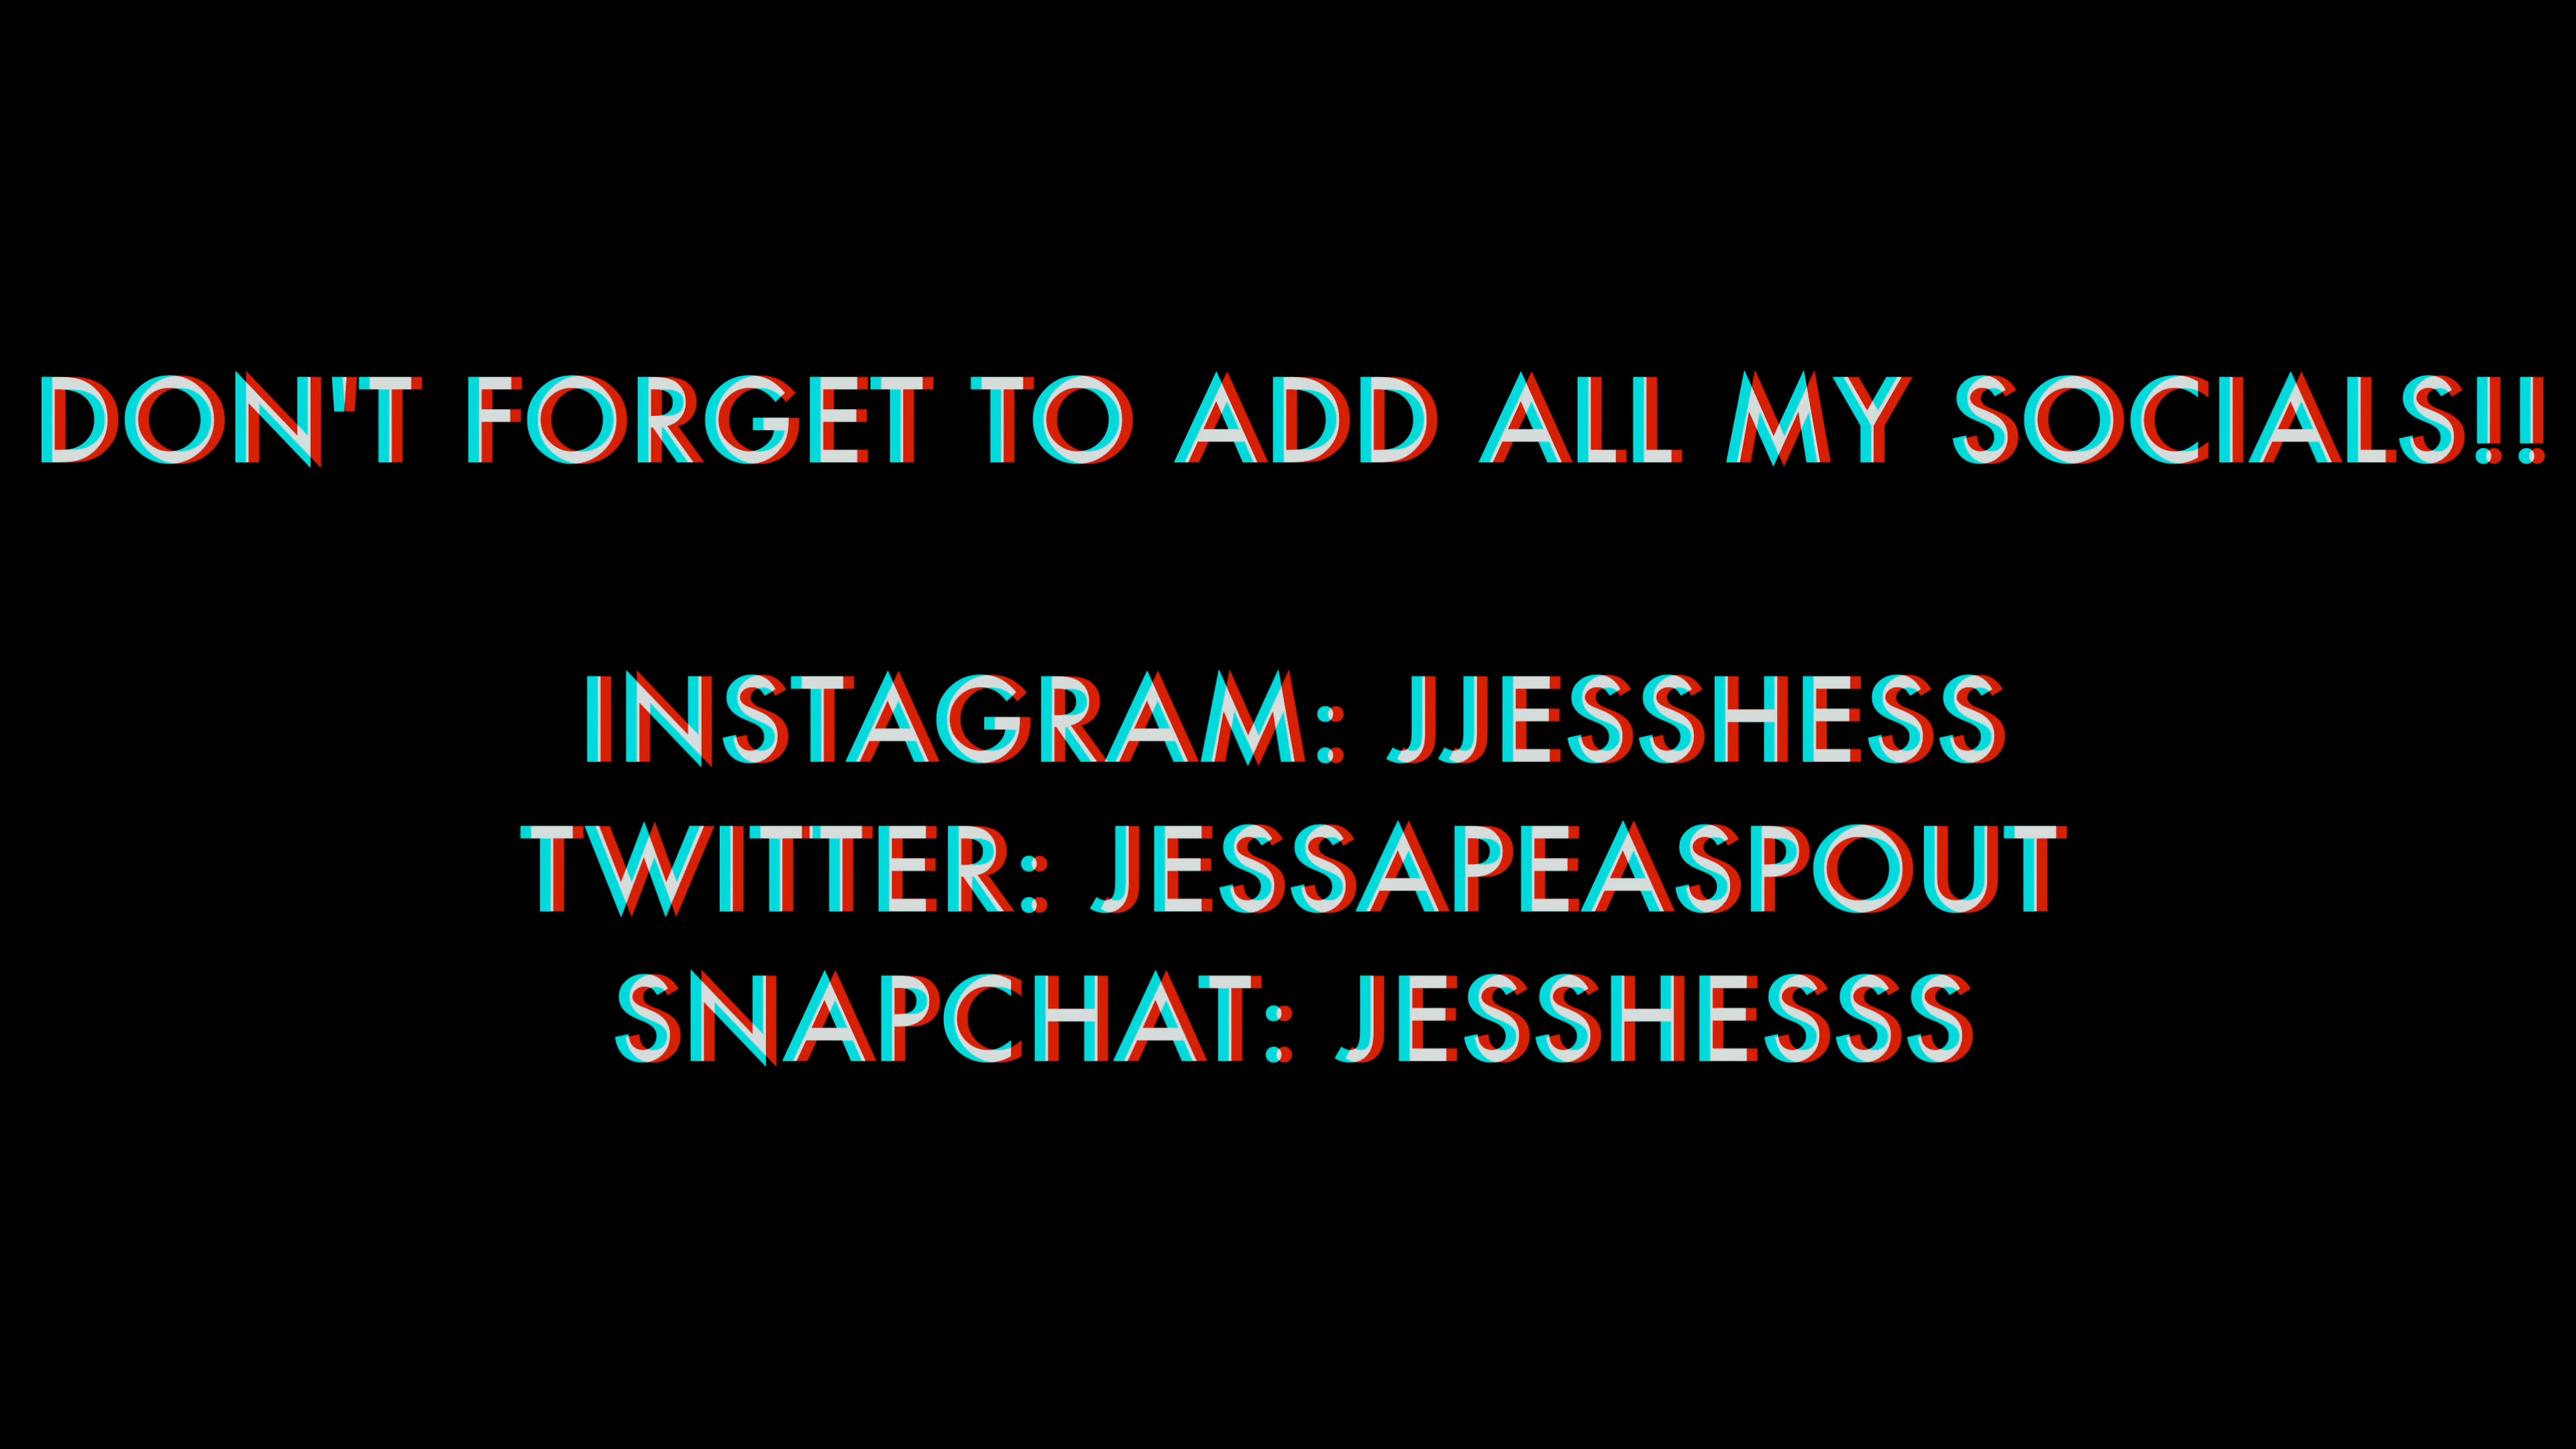 DON'T FORGET TO ADD ALL MY SOCIALS!!
INSTAGRAM: JJESSHESS
TWITTER: JESSAPEASPOUT
SNAPCHAT: JESSHESSS